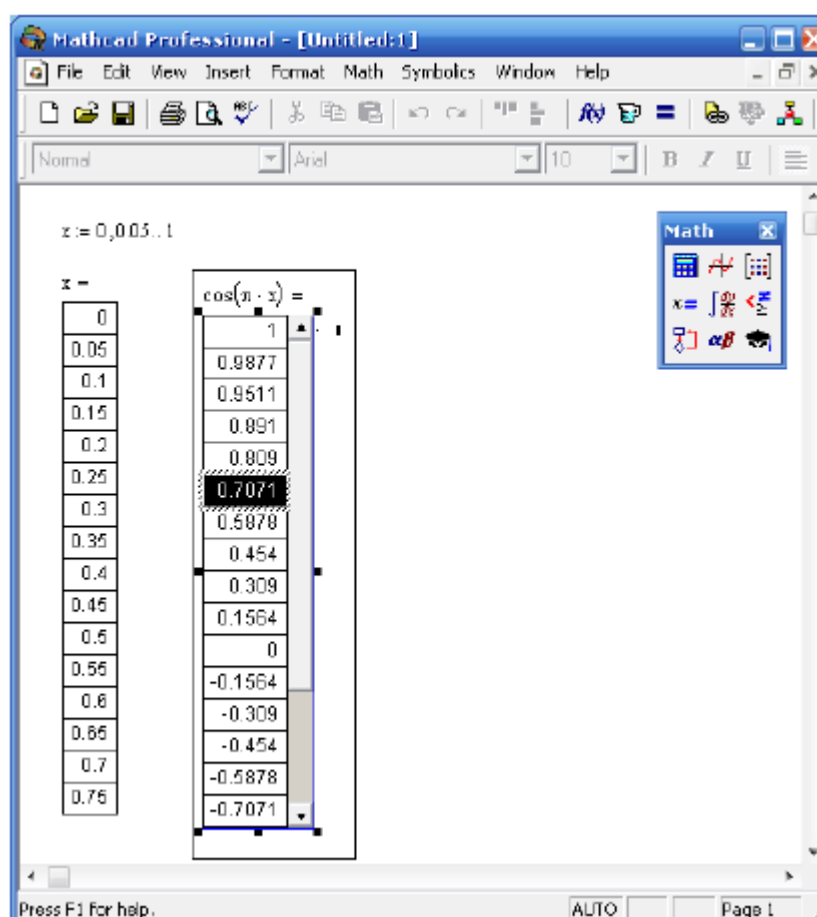 Mathcad Professional - [Untitled:1]
File Edit View Insert Format Math Symbolics Window Help
Normal Arial 10 B I U
x := 0,0.05..1
Math
x =
0
0.05
0.1
0.15
0.2
0.25
0.3
0.35
0.4
0.45
0.5
0.55
0.6
0.65
0.7
0.75
cos(π · x) =
1
0.9877
0.9511
0.891
0.809
0.7071
0.5878
0.454
0.309
0.1564
0
-0.1564
-0.309
-0.454
-0.5878
-0.7071
x=
αβ
Press F1 for help.
AUTO
Page 1